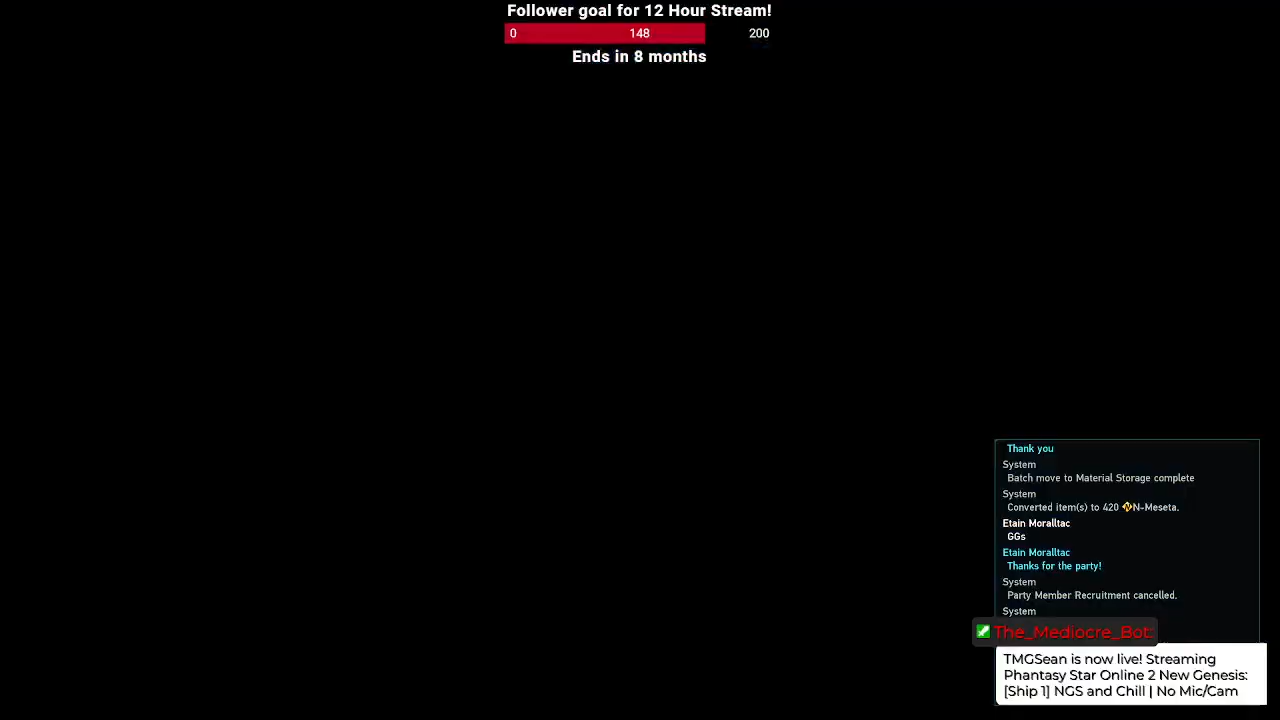 Follower goal for 12 Hour Stream!
0 148 200
Ends in 8 months
Thank you
System
Batch move to Material Storage complete
System
Converted item(s) to 420 N-Meseta.
Etain Moralltac
GGs
Etain Moralltac
Thanks for the party!
System
Party Member Recruitment cancelled.
System
The_Mediocre_Bot:
TMGSean is now live! Streaming
Phantasy Star Online 2 New Genesis:
[Ship 1] NGS and Chill | No Mic/Cam